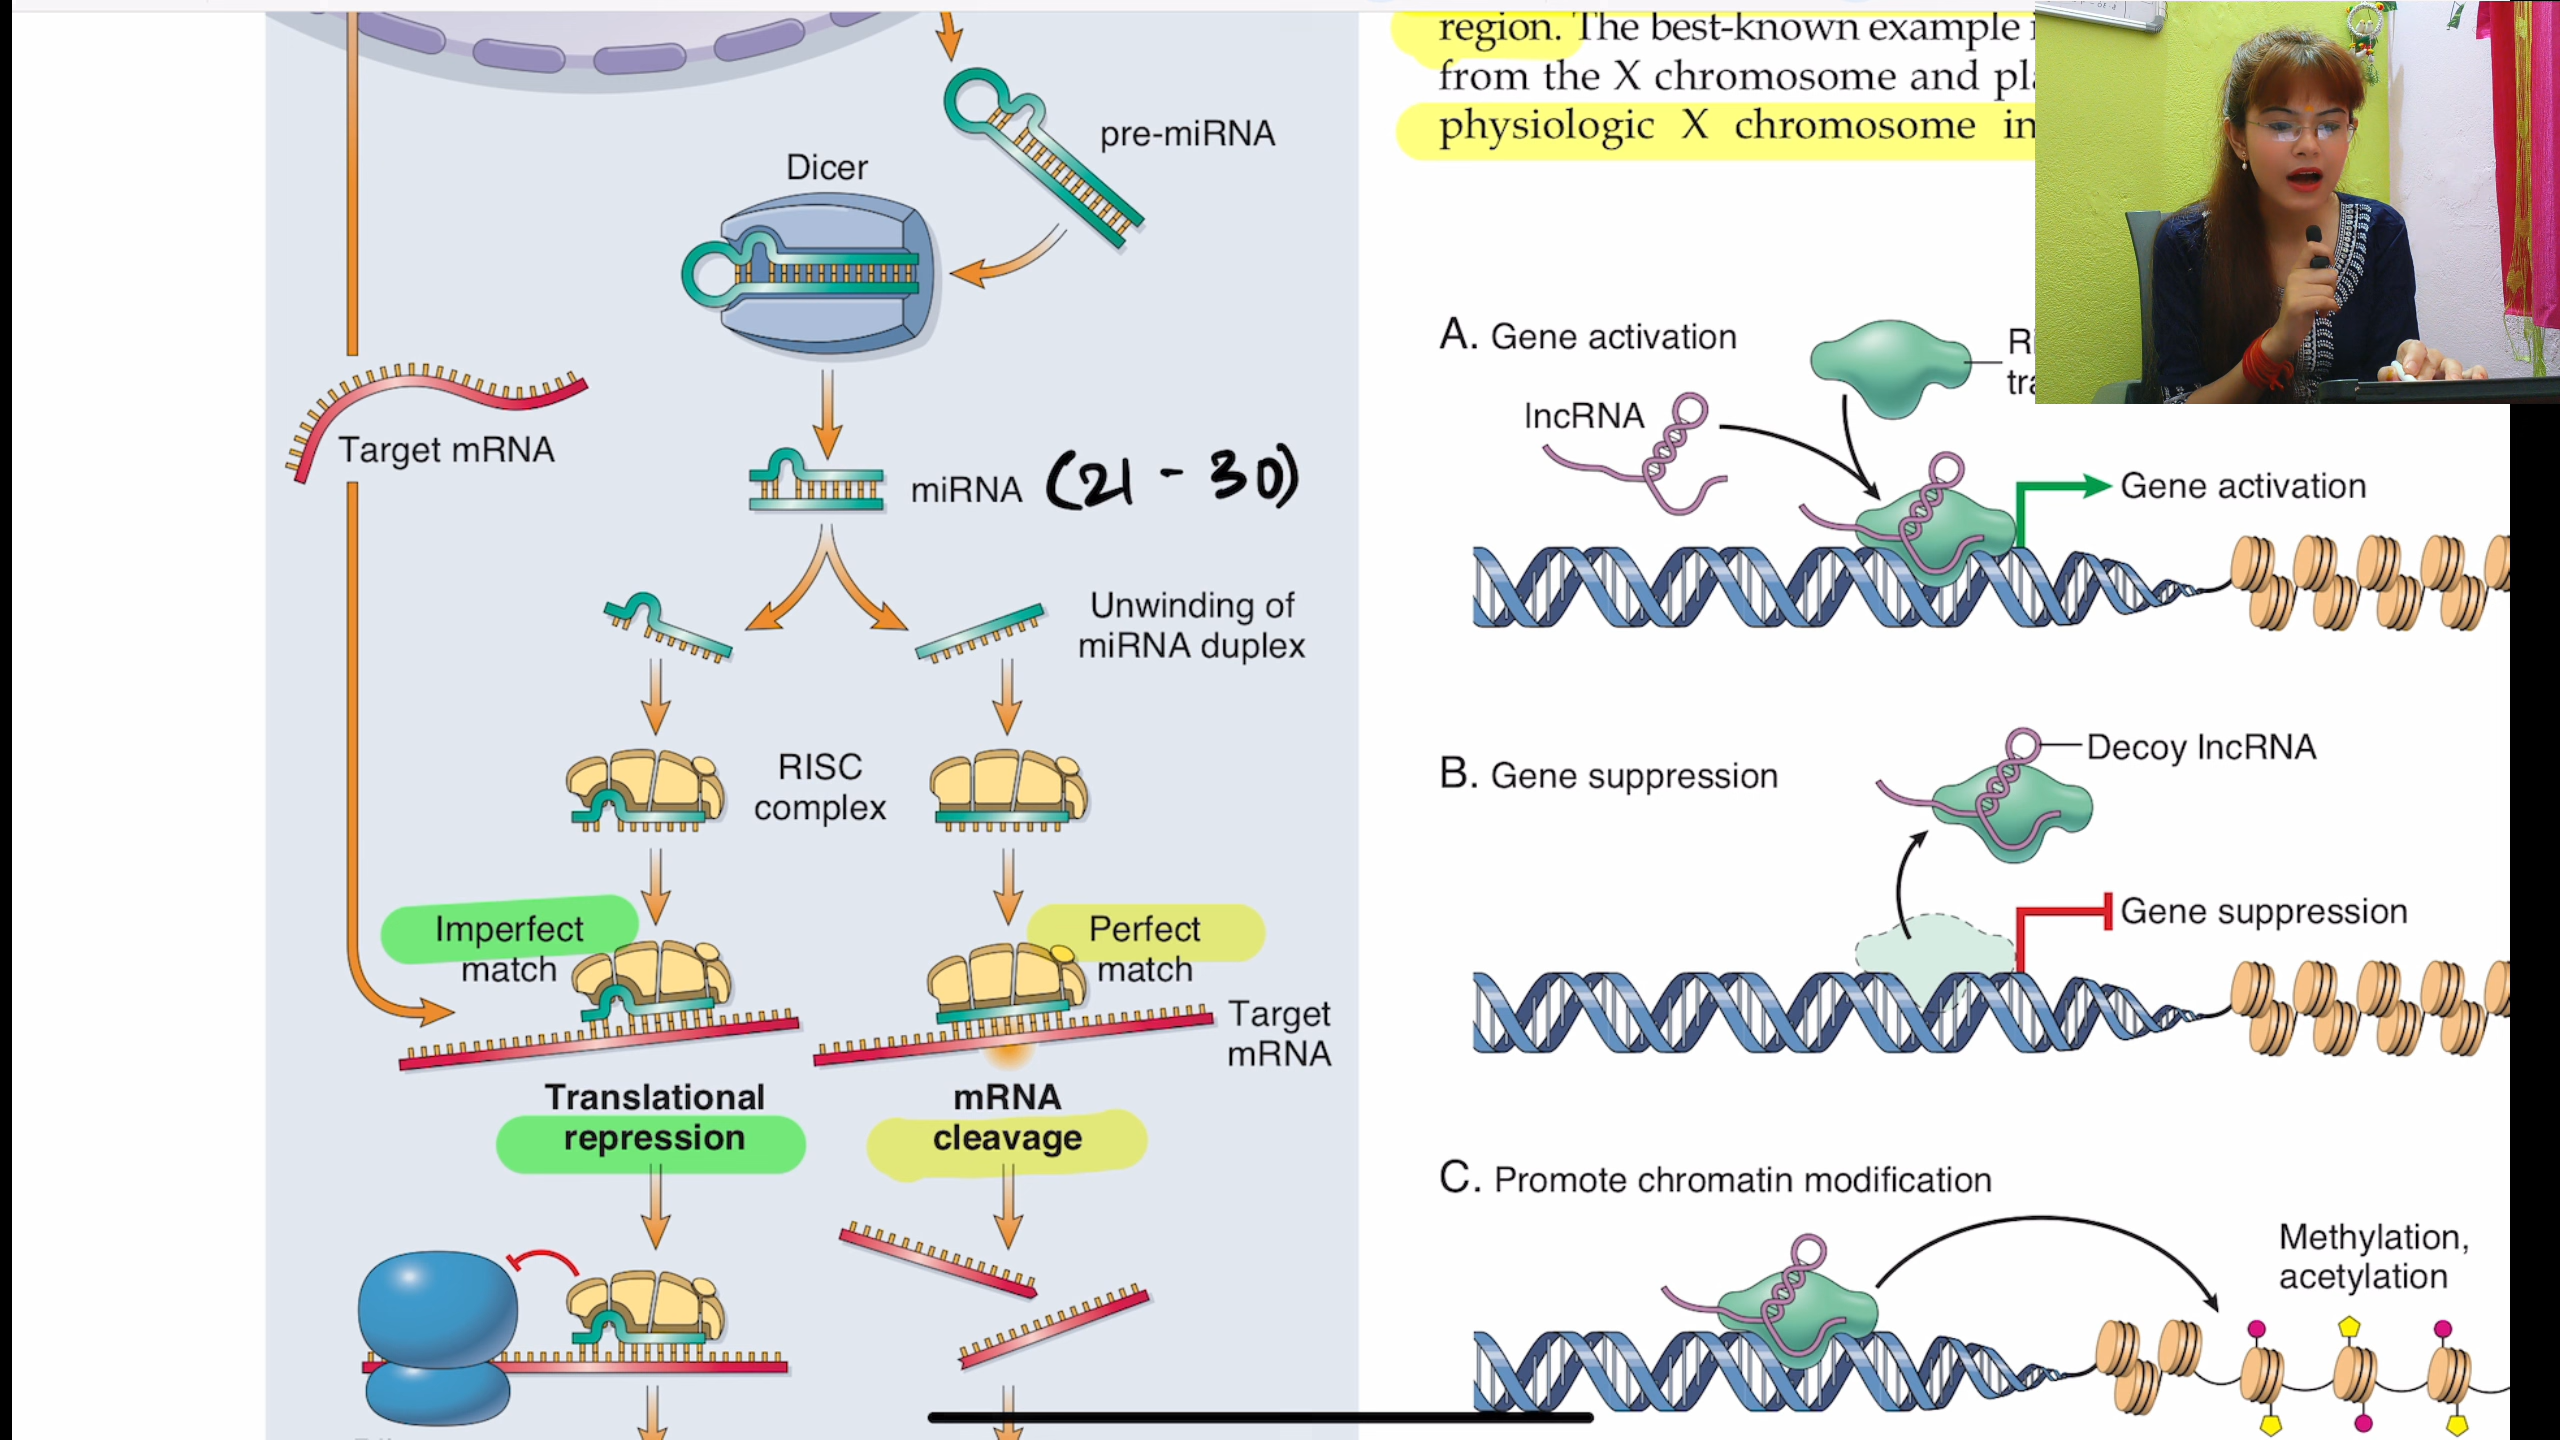 region. The best-known example
from the X chromosome and
physiologic X chromosome
pre-miRNA
Dicer
Target mRNA
miRNA (21 - 30)
Unwinding of
miRNA duplex
RISC
complex
Imperfect
match
Perfect
match
Target
mRNA
Translational
repression
mRNA
cleavage
A. Gene activation
lncRNA
Gene activation
B. Gene suppression
Decoy lncRNA
Gene suppression
C. Promote chromatin modification
Methylation,
acetylation